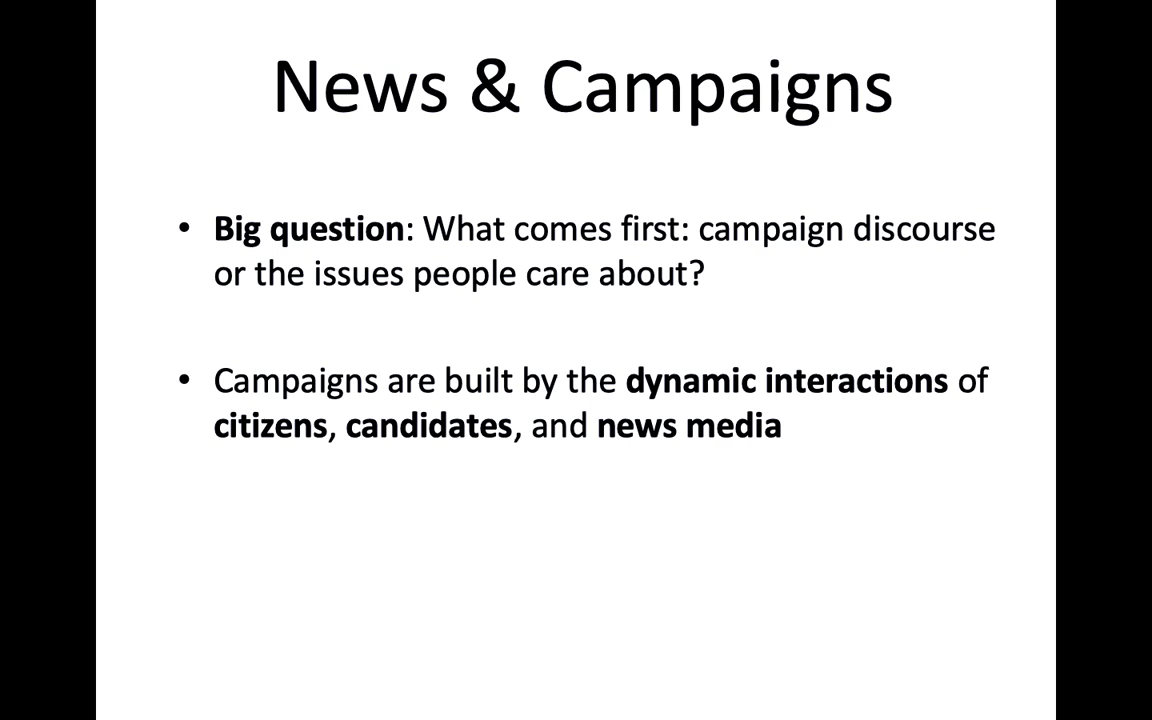 News & Campaigns
• Big question: What comes first: campaign discourse
or the issues people care about?
• Campaigns are built by the dynamic interactions of
citizens, candidates, and news media